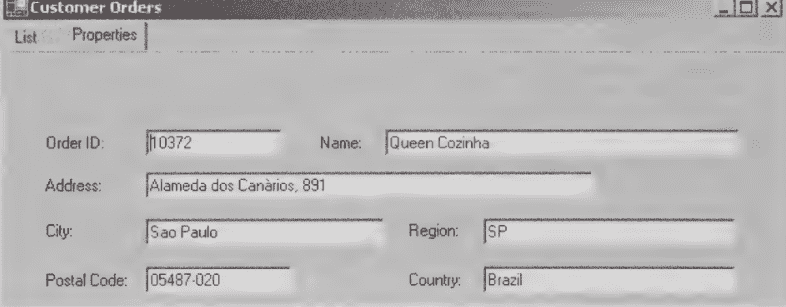 Customer Orders
List Properties
Order ID: 10372 Name: Queen Cozinha
Address: Alameda dos Canàrios, 891
City: Sao Paulo Region: SP
Postal Code: 05487-020 Country: Brazil